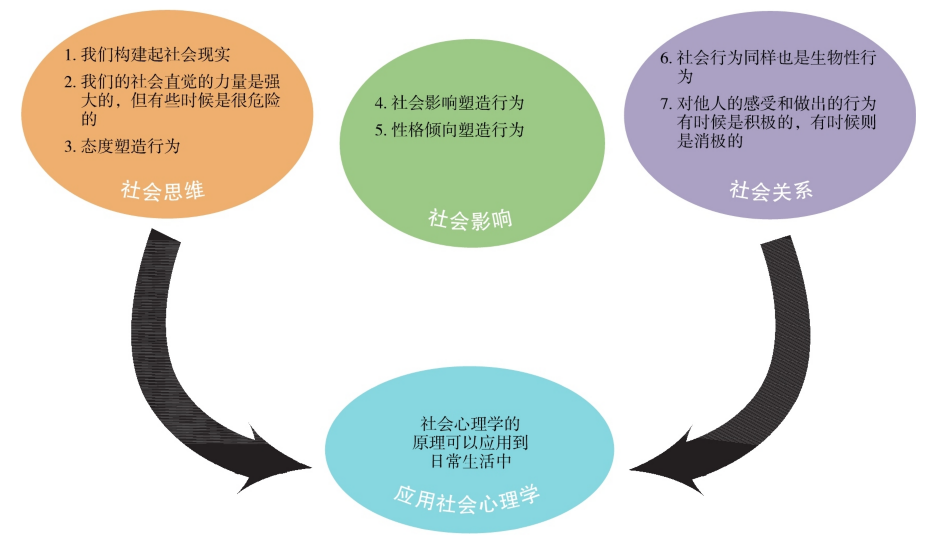 1. 我们构建起社会现实
2. 我们的社会直觉的力量是强
大的，但有些时候是很危险
的
3. 态度塑造行为
社会思维
4. 社会影响塑造行为
5. 性格倾向塑造行为
社会影响
6. 社会行为同样也是生物性行
为
7. 对他人的感受和做出的行为
有时候是积极的，有时候则
是消极的
社会关系
社会心理学的
原理可以应用到
日常生活中
应用社会心理学